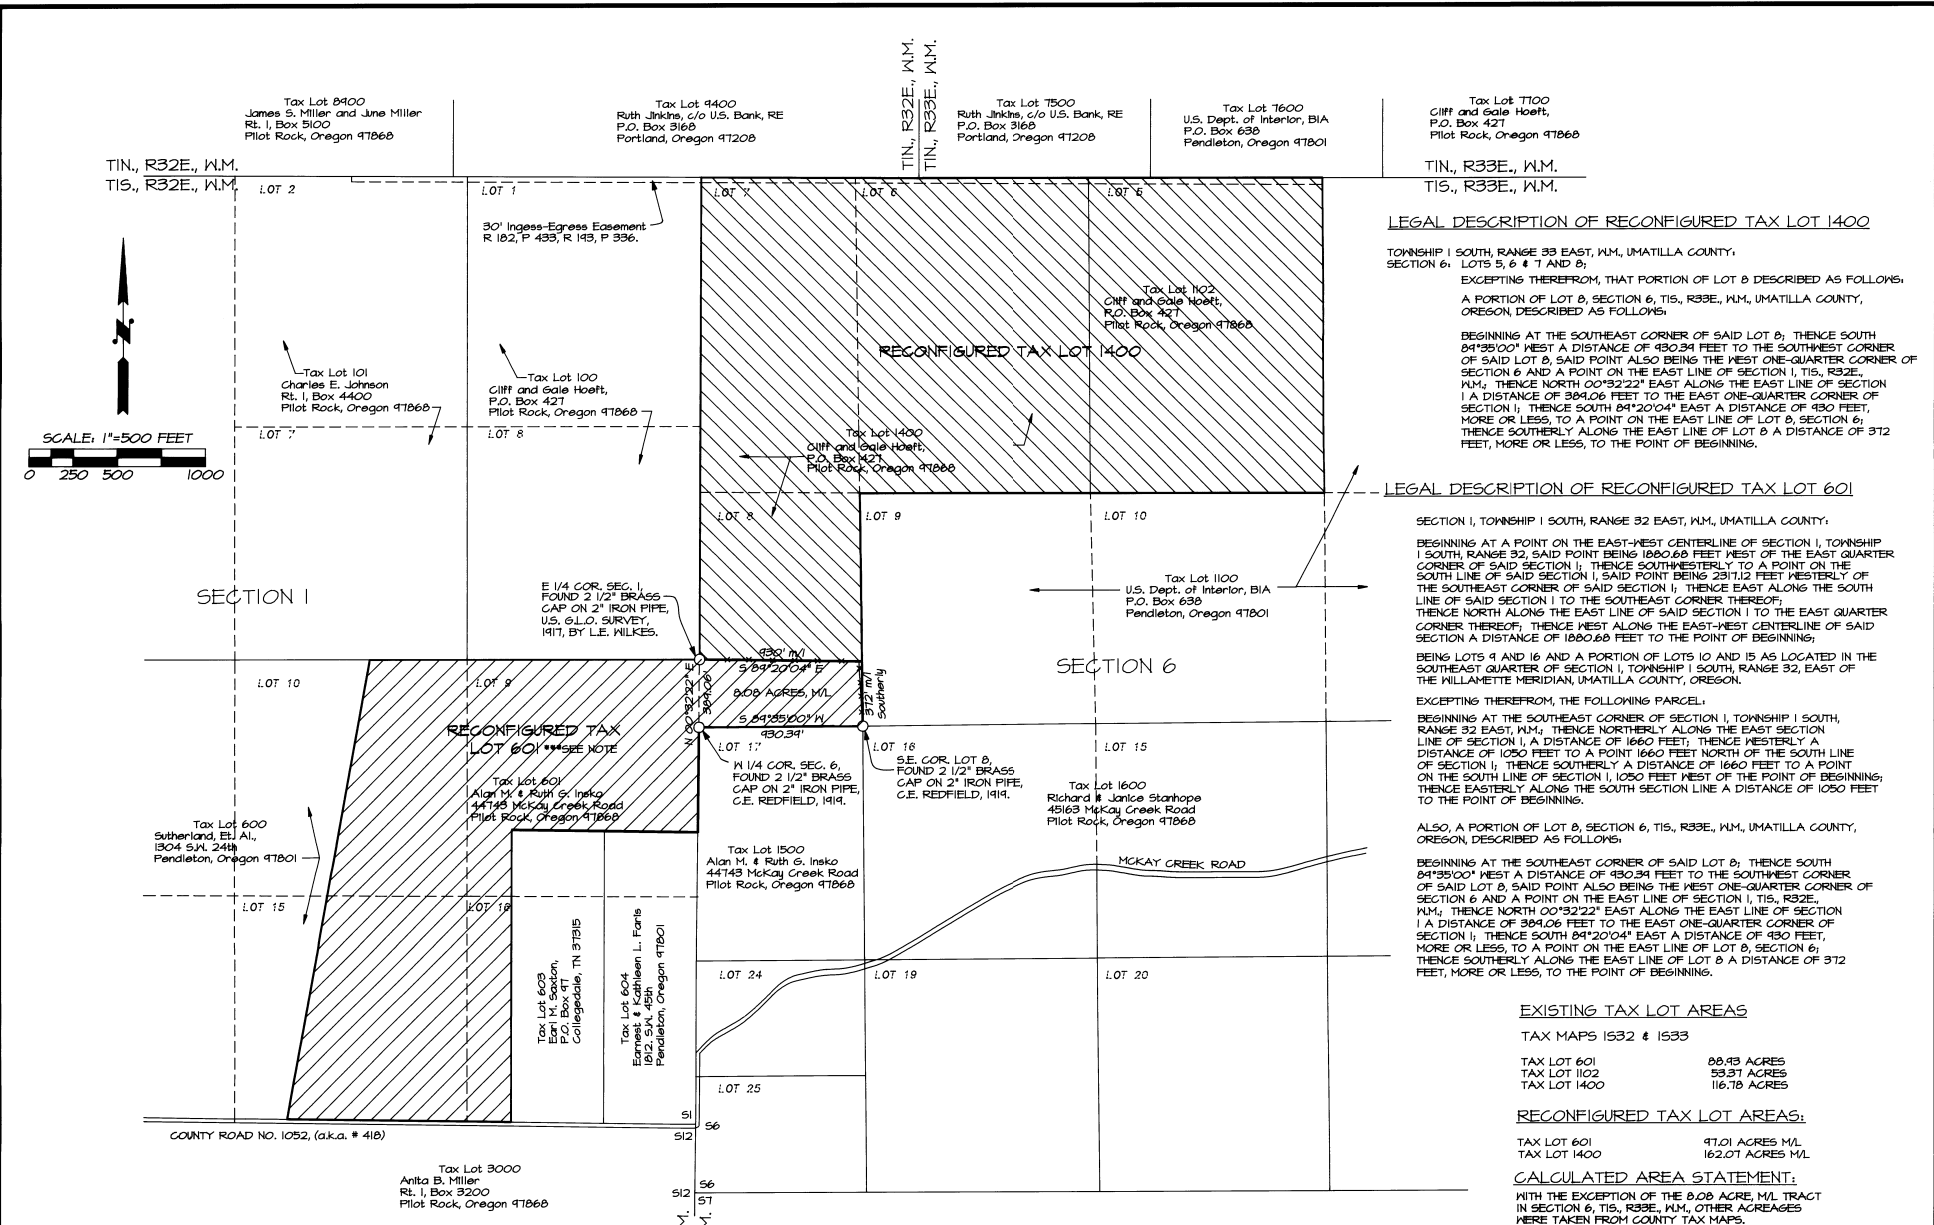 T1N., R32E., W.M.
T1N., R33E., W.M.
Tax Lot 8900
James S. Miller and June Miller
Rt. 1, Box 5100
Pilot Rock, Oregon 97868
Tax Lot 9400
Ruth Jinkins, c/o U.S. Bank, RE
P.O. Box 3168
Portland, Oregon 97208
Tax Lot 7500
Ruth Jinkins, c/o U.S. Bank, RE
P.O. Box 3168
Portland, Oregon 97208
Tax Lot 7600
U.S. Dept. of Interior, BIA
P.O. Box 638
Pendleton, Oregon 97801
Tax Lot 7700
Cliff and Gale Hoeft,
P.O. Box 427
Pilot Rock, Oregon 97868
T1N., R32E., W.M.
T1S., R32E., W.M.
T1N., R33E., W.M.
T1S., R33E., W.M.
LOT 2
LOT 1
LOT 7
LOT 6
LOT 5
30' Ingess-Egress Easement
R 182, P 433, R 193, P 336.
Tax Lot 1102
Cliff and Gale Hoeft,
P.O. Box 427
Pilot Rock, Oregon 97868
RECONFIGURED TAX LOT 1400
N
SCALE: 1"=500 FEET
0 250 500 1000
Tax Lot 101
Charles E. Johnson
Rt. 1, Box 4400
Pilot Rock, Oregon 97868
Tax Lot 100
Cliff and Gale Hoeft,
P.O. Box 427
Pilot Rock, Oregon 97868
LOT 7
LOT 8
Tax Lot 1400
Cliff and Gale Hoeft,
P.O. Box 427
Pilot Rock, Oregon 97868
LOT 8
LOT 9
LOT 10
SECTION 1
E 1/4 COR. SEC. 1,
FOUND 2 1/2" BRASS
CAP ON 2" IRON PIPE,
U.S. G.L.O. SURVEY,
1917, BY L.E. WILKES.
Tax Lot 1100
U.S. Dept. of Interior, BIA
P.O. Box 638
Pendleton, Oregon 97801
SECTION 6
930' m/l
S 89°20'04" E
8.08 ACRES, M/L
S 89°35'00" W
930.39'
N 00°32'22" E
389.06'
372' m/l
Southerly
LOT 10
LOT 9
RECONFIGURED TAX
LOT 601 ***SEE NOTE
Tax Lot 601
Alan M. & Ruth G. Insko
44743 McKay Creek Road
Pilot Rock, Oregon 97868
LOT 17
W 1/4 COR. SEC. 6,
FOUND 2 1/2" BRASS
CAP ON 2" IRON PIPE,
C.E. REDFIELD, 1919.
LOT 16
S.E. COR. LOT 8,
FOUND 2 1/2" BRASS
CAP ON 2" IRON PIPE,
C.E. REDFIELD, 1919.
LOT 15
Tax Lot 1600
Richard & Janice Stanhope
45163 McKay Creek Road
Pilot Rock, Oregon 97868
Tax Lot 600
Sutherland, Et. Al.,
1304 S.W. 24th
Pendleton, Oregon 97801
Tax Lot 1500
Alan M. & Ruth G. Insko
44743 McKay Creek Road
Pilot Rock, Oregon 97868
MCKAY CREEK ROAD
LOT 15
LOT 16
Tax Lot 603
Earl M. Saxton,
P.O. Box 97
Collegedale, TN 37315
Tax Lot 604
Earnest & Kathleen L. Faris
1812. S.W. 45th
Pendleton, Oregon 97801
LOT 24
LOT 19
LOT 20
LOT 25
S1
S6
S12
COUNTY ROAD NO. 1052, (a.k.a. # 418)
Tax Lot 3000
Anita B. Miller
Rt. 1, Box 3200
Pilot Rock, Oregon 97868
S6
S12
S7
M.
M.
LEGAL DESCRIPTION OF RECONFIGURED TAX LOT 1400
TOWNSHIP 1 SOUTH, RANGE 33 EAST, W.M., UMATILLA COUNTY:
SECTION 6: LOTS 5, 6 & 7 AND 8;
EXCEPTING THEREFROM, THAT PORTION OF LOT 8 DESCRIBED AS FOLLOWS:
A PORTION OF LOT 8, SECTION 6, T1S., R33E., W.M., UMATILLA COUNTY,
OREGON, DESCRIBED AS FOLLOWS:
BEGINNING AT THE SOUTHEAST CORNER OF SAID LOT 8; THENCE SOUTH
89°35'00" WEST A DISTANCE OF 930.39 FEET TO THE SOUTHWEST CORNER
OF SAID LOT 8, SAID POINT ALSO BEING THE WEST ONE-QUARTER CORNER OF
SECTION 6 AND A POINT ON THE EAST LINE OF SECTION 1, T1S., R32E.,
W.M.; THENCE NORTH 00°32'22" EAST ALONG THE EAST LINE OF SECTION
1 A DISTANCE OF 389.06 FEET TO THE EAST ONE-QUARTER CORNER OF
SECTION 1; THENCE SOUTH 89°20'04" EAST A DISTANCE OF 930 FEET,
MORE OR LESS, TO A POINT ON THE EAST LINE OF LOT 8, SECTION 6;
THENCE SOUTHERLY ALONG THE EAST LINE OF LOT 8 A DISTANCE OF 372
FEET, MORE OR LESS, TO THE POINT OF BEGINNING.
LEGAL DESCRIPTION OF RECONFIGURED TAX LOT 601
SECTION 1, TOWNSHIP 1 SOUTH, RANGE 32 EAST, W.M., UMATILLA COUNTY:
BEGINNING AT A POINT ON THE EAST-WEST CENTERLINE OF SECTION 1, TOWNSHIP
1 SOUTH, RANGE 32, SAID POINT BEING 1880.68 FEET WEST OF THE EAST QUARTER
CORNER OF SAID SECTION 1; THENCE SOUTHWESTERLY TO A POINT ON THE
SOUTH LINE OF SAID SECTION 1, SAID POINT BEING 2317.12 FEET WESTERLY OF
THE SOUTHEAST CORNER OF SAID SECTION 1; THENCE EAST ALONG THE SOUTH
LINE OF SAID SECTION 1 TO THE SOUTHEAST CORNER THEREOF;
THENCE NORTH ALONG THE EAST LINE OF SAID SECTION 1 TO THE EAST QUARTER
CORNER THEREOF; THENCE WEST ALONG THE EAST-WEST CENTERLINE OF SAID
SECTION A DISTANCE OF 1880.68 FEET TO THE POINT OF BEGINNING;
BEING LOTS 9 AND 16 AND A PORTION OF LOTS 10 AND 15 AS LOCATED IN THE
SOUTHEAST QUARTER OF SECTION 1, TOWNSHIP 1 SOUTH, RANGE 32, EAST OF
THE WILLAMETTE MERIDIAN, UMATILLA COUNTY, OREGON.
EXCEPTING THEREFROM, THE FOLLOWING PARCEL:
BEGINNING AT THE SOUTHEAST CORNER OF SECTION 1, TOWNSHIP 1 SOUTH,
RANGE 32 EAST, W.M.; THENCE NORTHERLY ALONG THE EAST SECTION
LINE OF SECTION 1, A DISTANCE OF 1660 FEET; THENCE WESTERLY A
DISTANCE OF 1050 FEET TO A POINT 1660 FEET NORTH OF THE SOUTH LINE
OF SECTION 1; THENCE SOUTHERLY A DISTANCE OF 1660 FEET TO A POINT
ON THE SOUTH LINE OF SECTION 1, 1050 FEET WEST OF THE POINT OF BEGINNING;
THENCE EASTERLY ALONG THE SOUTH SECTION LINE A DISTANCE OF 1050 FEET
TO THE POINT OF BEGINNING.
ALSO, A PORTION OF LOT 8, SECTION 6, T1S., R33E., W.M., UMATILLA COUNTY,
OREGON, DESCRIBED AS FOLLOWS:
BEGINNING AT THE SOUTHEAST CORNER OF SAID LOT 8; THENCE SOUTH
89°35'00" WEST A DISTANCE OF 930.39 FEET TO THE SOUTHWEST CORNER
OF SAID LOT 8, SAID POINT ALSO BEING THE WEST ONE-QUARTER CORNER OF
SECTION 6 AND A POINT ON THE EAST LINE OF SECTION 1, T1S., R32E.,
W.M.; THENCE NORTH 00°32'22" EAST ALONG THE EAST LINE OF SECTION
1 A DISTANCE OF 389.06 FEET TO THE EAST ONE-QUARTER CORNER OF
SECTION 1; THENCE SOUTH 89°20'04" EAST A DISTANCE OF 930 FEET,
MORE OR LESS, TO A POINT ON THE EAST LINE OF LOT 8, SECTION 6;
THENCE SOUTHERLY ALONG THE EAST LINE OF LOT 8 A DISTANCE OF 372
FEET, MORE OR LESS, TO THE POINT OF BEGINNING.
EXISTING TAX LOT AREAS
TAX MAPS 1S32 & 1S33
TAX LOT 601 88.93 ACRES
TAX LOT 1102 53.37 ACRES
TAX LOT 1400 116.78 ACRES
RECONFIGURED TAX LOT AREAS:
TAX LOT 601 97.01 ACRES M/L
TAX LOT 1400 162.07 ACRES M/L
CALCULATED AREA STATEMENT:
WITH THE EXCEPTION OF THE 8.08 ACRE, M/L TRACT
IN SECTION 6, T1S., R33E., W.M., OTHER ACREAGES
WERE TAKEN FROM COUNTY TAX MAPS.